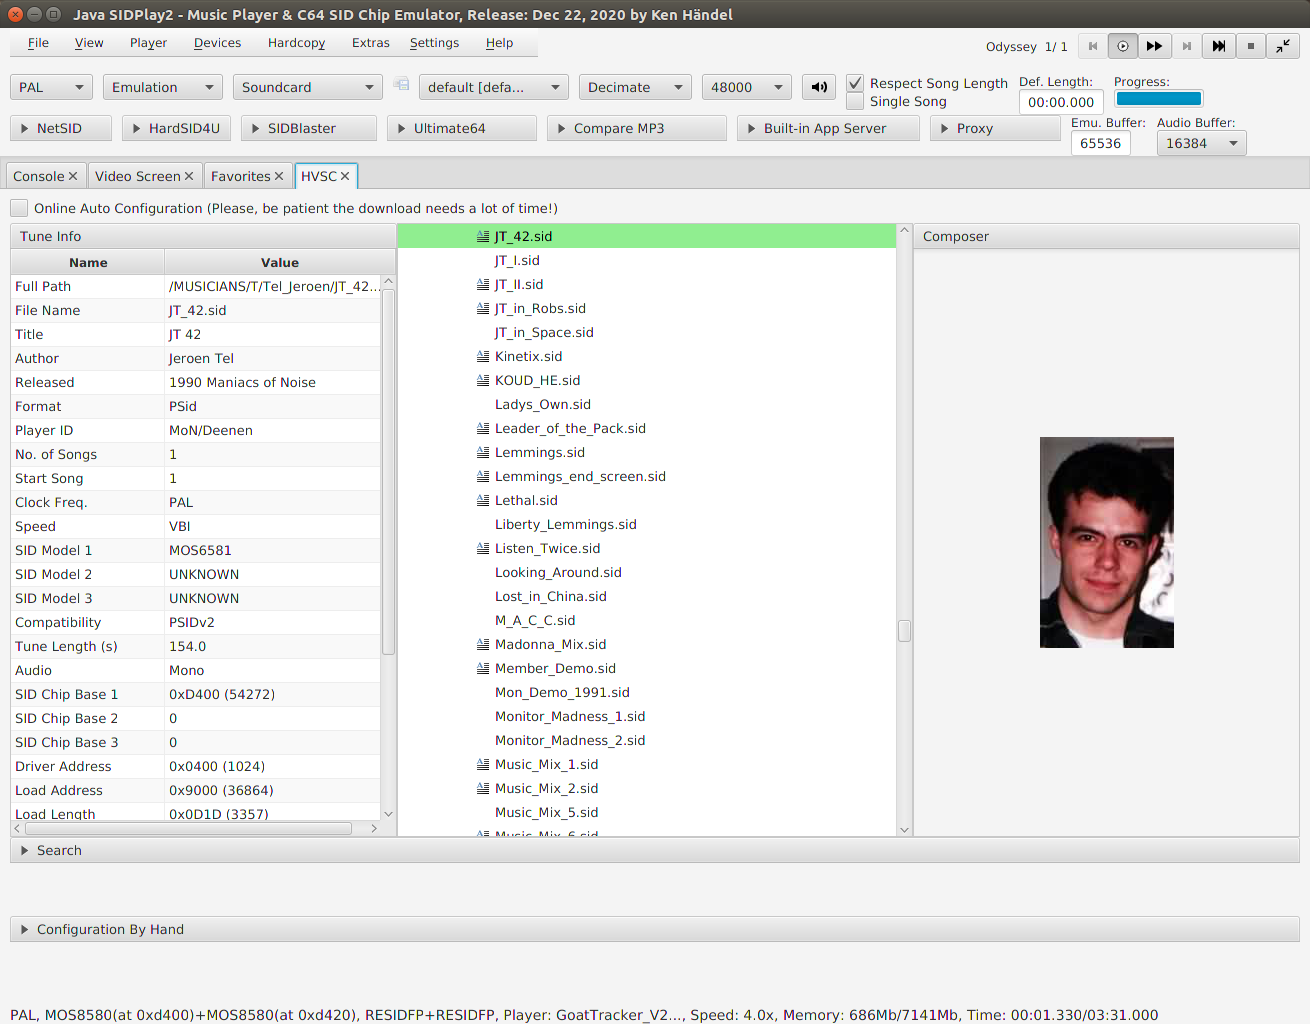 Java SIDPlay2 - Music Player & C64 SID Chip Emulator, Release: Dec 22, 2020 by Ken Händel
File View Player Devices Hardcopy Extras Settings Help Odyssey 1/ 1
PAL Emulation Soundcard default [defa... Decimate 48000 Respect Song Length Def. Length: Progress:
Single Song 00:00.000
NetSID HardSID4U SIDBlaster Ultimate64 Compare MP3 Built-in App Server Proxy Emu. Buffer: Audio Buffer:
65536 16384
Console Video Screen Favorites HVSC
Online Auto Configuration (Please, be patient the download needs a lot of time!)
Tune Info
Name Value
Full Path /MUSICIANS/T/Tel_Jeroen/JT_42...
File Name JT_42.sid
Title JT 42
Author Jeroen Tel
Released 1990 Maniacs of Noise
Format PSid
Player ID MoN/Deenen
No. of Songs 1
Start Song 1
Clock Freq. PAL
Speed VBI
SID Model 1 MOS6581
SID Model 2 UNKNOWN
SID Model 3 UNKNOWN
Compatibility PSIDv2
Tune Length (s) 154.0
Audio Mono
SID Chip Base 1 0xD400 (54272)
SID Chip Base 2 0
SID Chip Base 3 0
Driver Address 0x0400 (1024)
Load Address 0x9000 (36864)
Load Length 0x0D1D (3357)
JT_42.sid
JT_I.sid
JT_II.sid
JT_in_Robs.sid
JT_in_Space.sid
Kinetix.sid
KOUD_HE.sid
Ladys_Own.sid
Leader_of_the_Pack.sid
Lemmings.sid
Lemmings_end_screen.sid
Lethal.sid
Liberty_Lemmings.sid
Listen_Twice.sid
Looking_Around.sid
Lost_in_China.sid
M_A_C_C.sid
Madonna_Mix.sid
Member_Demo.sid
Mon_Demo_1991.sid
Monitor_Madness_1.sid
Monitor_Madness_2.sid
Music_Mix_1.sid
Music_Mix_2.sid
Music_Mix_5.sid
Music_Mix_6.sid
Composer
Search
Configuration By Hand
PAL, MOS8580(at 0xd400)+MOS8580(at 0xd420), RESIDFP+RESIDFP, Player: GoatTracker_V2..., Speed: 4.0x, Memory: 686Mb/7141Mb, Time: 00:01.330/03:31.000